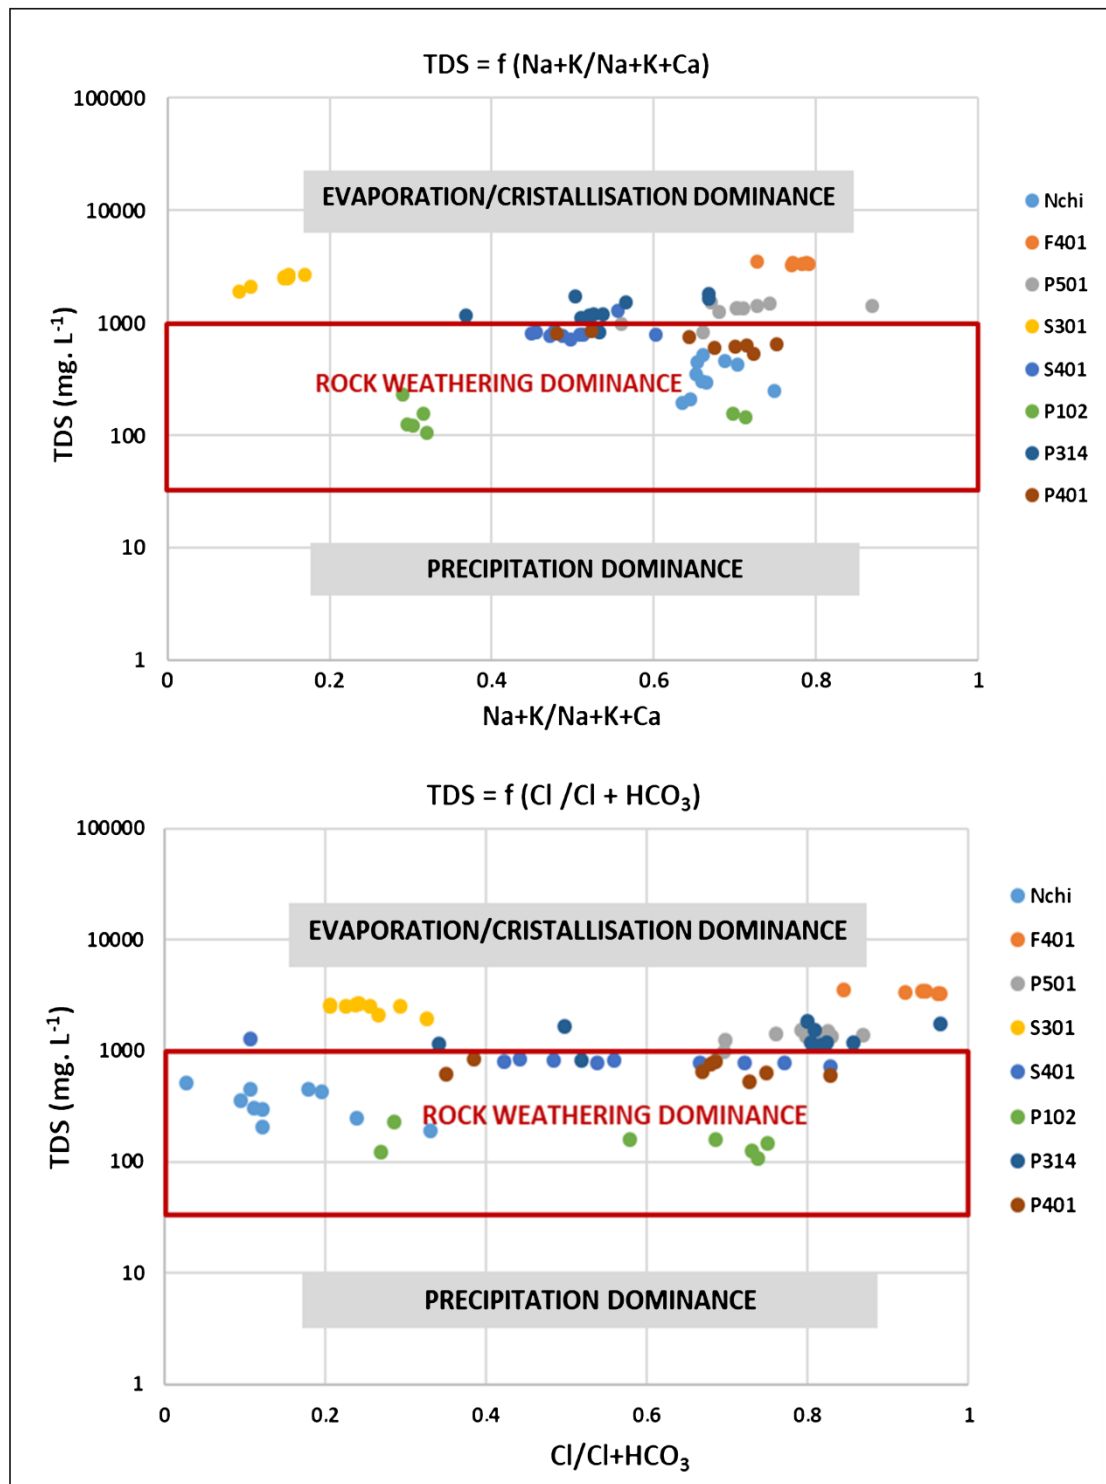 TDS = f (Na+K/Na+K+Ca)
100000
10000
1000
100
10
1
TDS (mg. L⁻¹)
EVAPORATION/CRISTALLISATION DOMINANCE
ROCK WEATHERING DOMINANCE
PRECIPITATION DOMINANCE
0 0.2 0.4 0.6 0.8 1
Na+K/Na+K+Ca
Nchi
F401
P501
S301
S401
P102
P314
P401
TDS = f (Cl /Cl + HCO₃)
100000
10000
1000
100
10
1
TDS (mg. L⁻¹)
EVAPORATION/CRISTALLISATION DOMINANCE
ROCK WEATHERING DOMINANCE
PRECIPITATION DOMINANCE
0 0.2 0.4 0.6 0.8 1
Cl/Cl+HCO₃
Nchi
F401
P501
S301
S401
P102
P314
P401